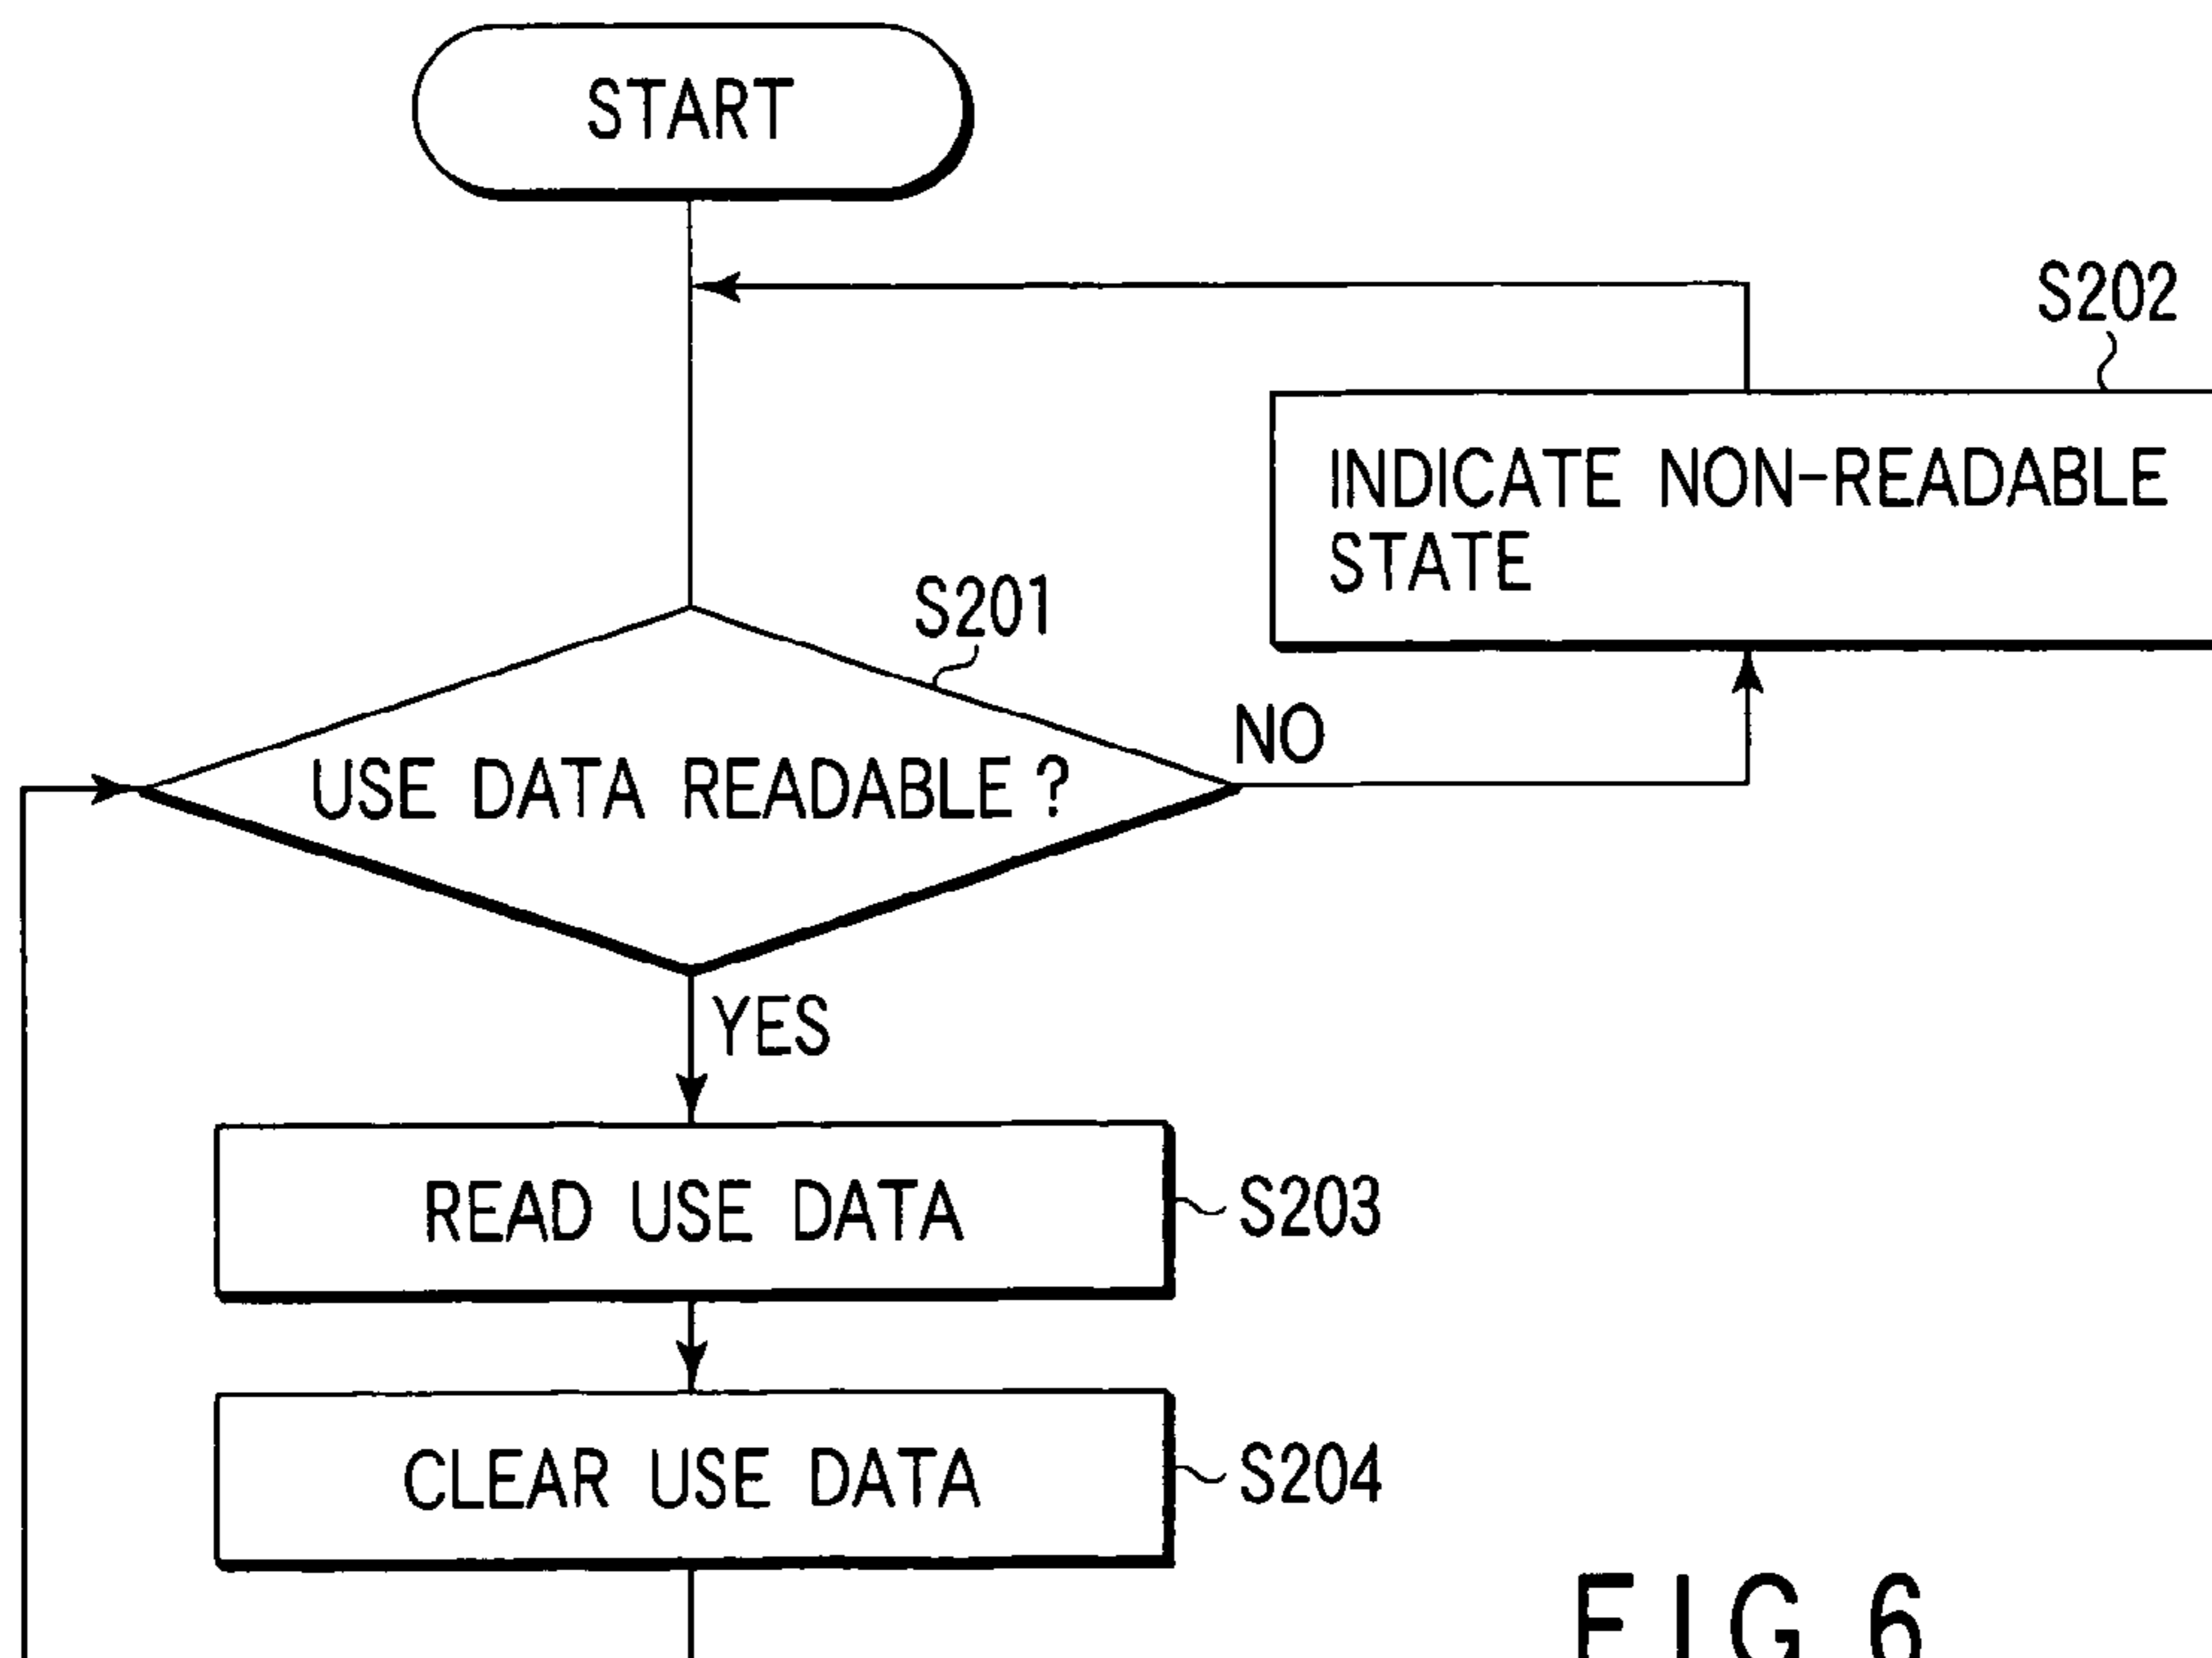 START
S202
INDICATE NON-READABLE
STATE
S201
NO
USE DATA READABLE ?
YES
READ USE DATA
S203
CLEAR USE DATA
S204
FIG.6